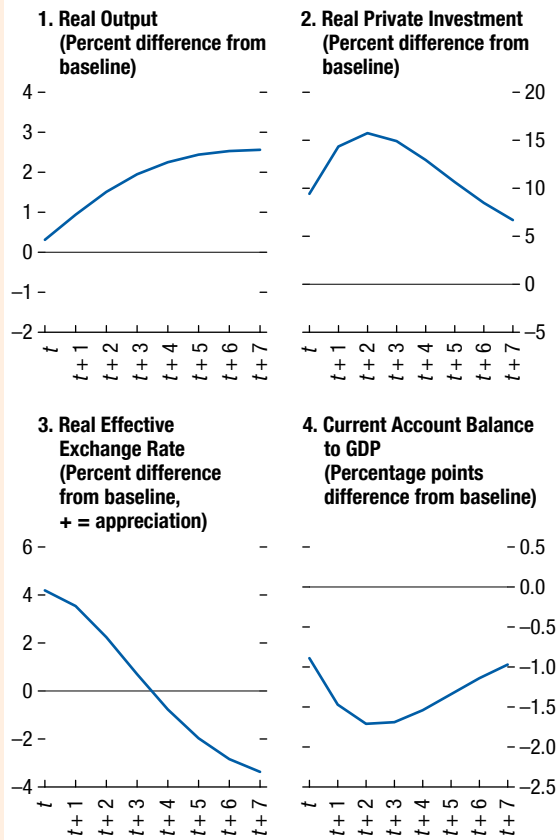 1. Real Output
(Percent difference from
baseline)
4
3
2
1
0
–1
–2
t
t + 1
t + 2
t + 3
t + 4
t + 5
t + 6
t + 7
2. Real Private Investment
(Percent difference from
baseline)
20
15
10
5
0
–5
t
t + 1
t + 2
t + 3
t + 4
t + 5
t + 6
t + 7
3. Real Effective
Exchange Rate
(Percent difference
from baseline,
+ = appreciation)
6
4
2
0
–2
–4
t
t + 1
t + 2
t + 3
t + 4
t + 5
t + 6
t + 7
4. Current Account Balance
to GDP
(Percentage points
difference from baseline)
0.5
0.0
–0.5
–1.0
–1.5
–2.0
–2.5
t
t + 1
t + 2
t + 3
t + 4
t + 5
t + 6
t + 7